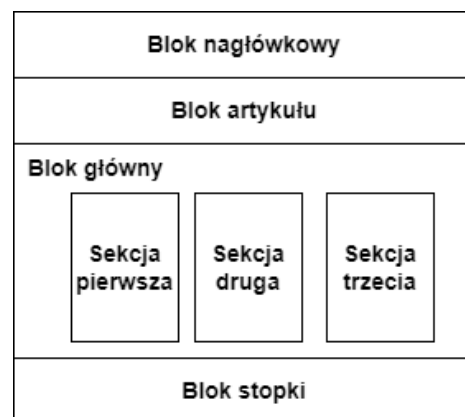 Blok nagłówkowy
Blok artykułu
Blok główny
Sekcja
pierwsza
Sekcja
druga
Sekcja
trzecia
Blok stopki